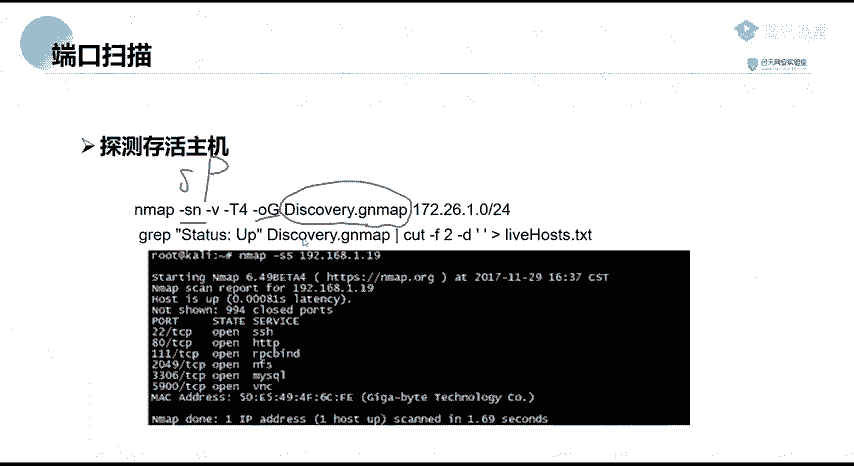 端口扫描
➢ 探测存活主机
sP
nmap -sn -v -T4 -oG Discovery.gnmap 172.26.1.0/24
grep "Status: Up" Discovery.gnmap | cut -f 2 -d ' ' > liveHosts.txt
root@kali:~# nmap -sS 192.168.1.19
Starting Nmap 6.49BETA4 ( https://nmap.org ) at 2017-11-29 16:37 CST
Nmap scan report for 192.168.1.19
Host is up (0.00081s latency).
Not shown: 994 closed ports
PORT STATE SERVICE
22/tcp open ssh
80/tcp open http
111/tcp open rpcbind
2049/tcp open nfs
3306/tcp open mysql
5900/tcp open vnc
MAC Address: 50:E5:49:4F:6C:FE (Giga-byte Technology Co.)
Nmap done: 1 IP address (1 host up) scanned in 1.69 seconds